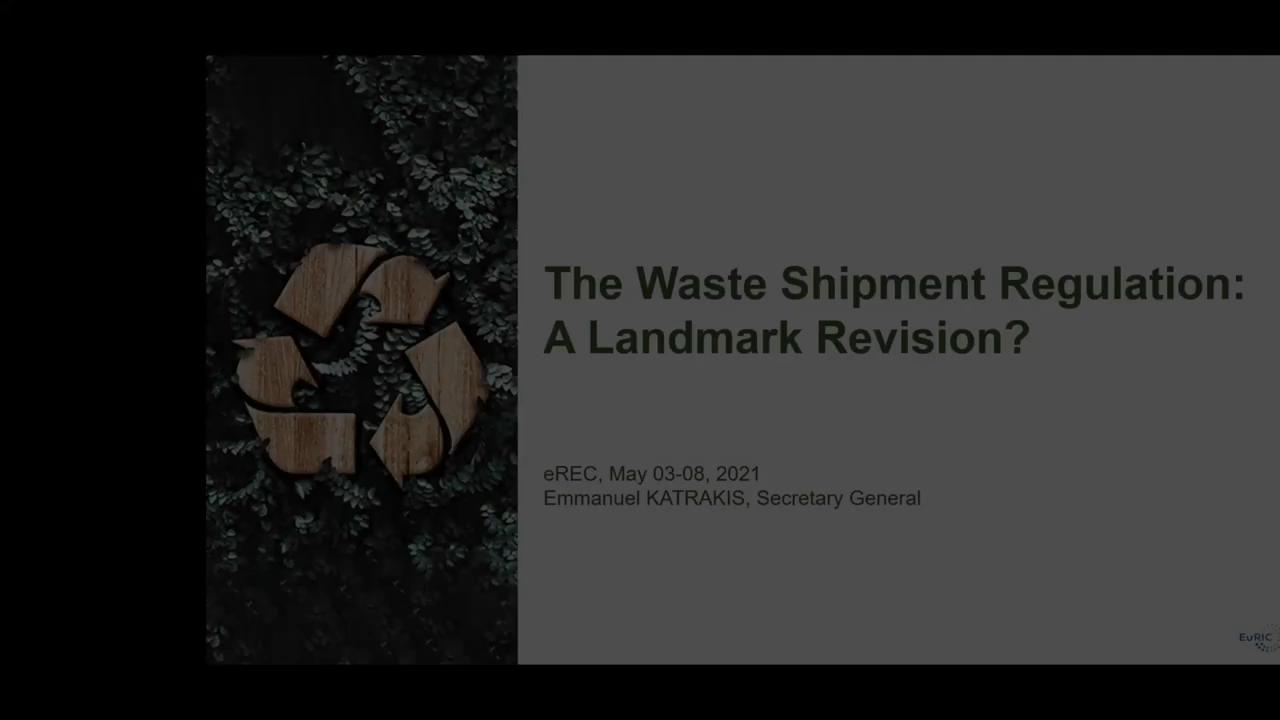 The Waste Shipment Regulation:
A Landmark Revision?
eREC, May 03-08, 2021
Emmanuel KATRAKIS, Secretary General
EuRIC